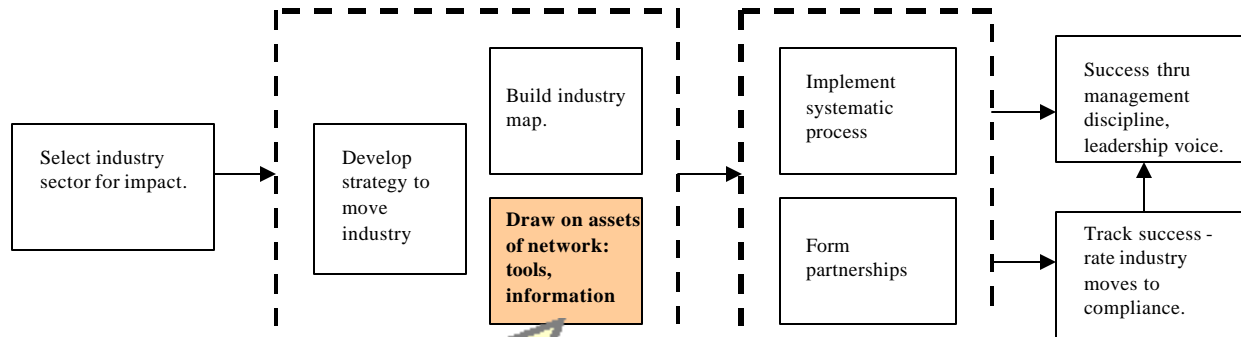 Select industry
sector for impact.
Develop
strategy to
move
industry
Build industry
map.
Draw on assets
of network:
tools,
information
Implement
systematic
process
Form
partnerships
Success thru
management
discipline,
leadership voice.
Track success -
rate industry
moves to
compliance.